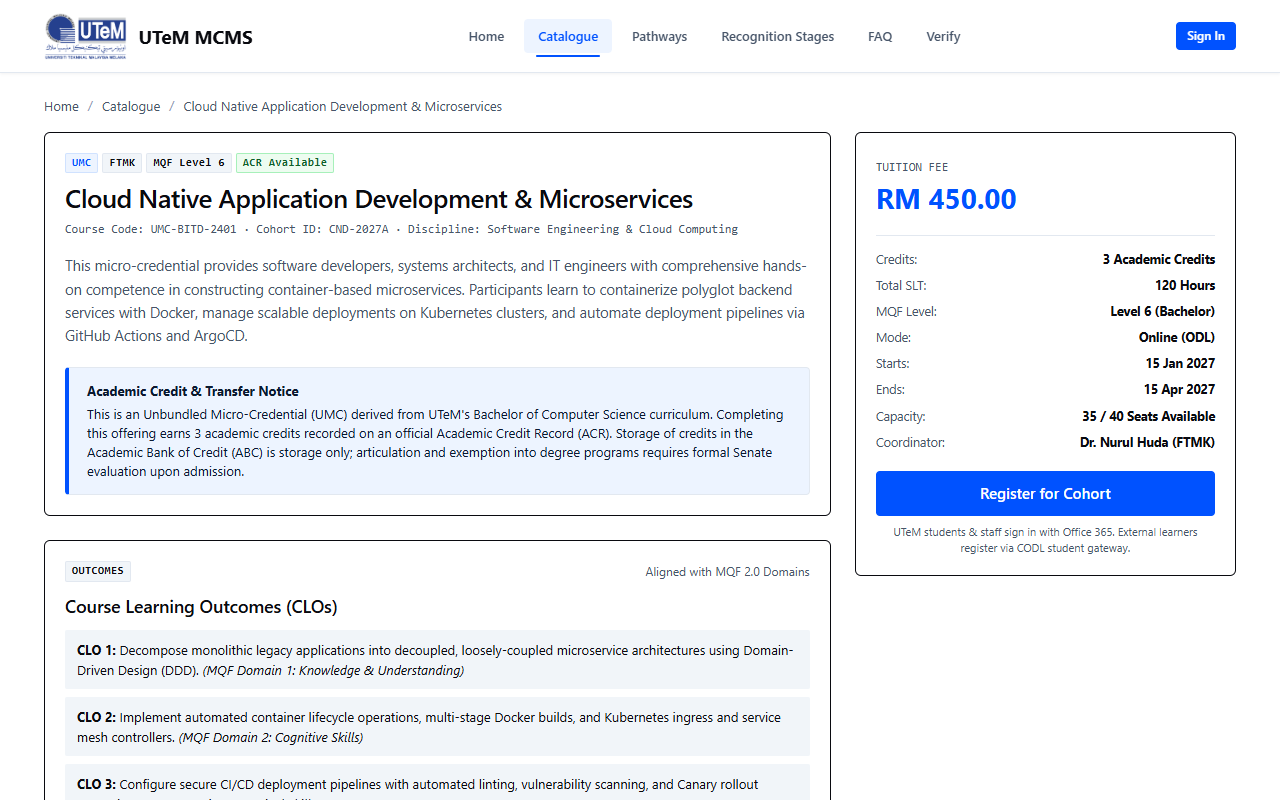 UTeM
UNIVERSITI TEKNIKAL MALAYSIA MELAKA
UTeM MCMS
Home
Catalogue
Pathways
Recognition Stages
FAQ
Verify
Sign In
Home / Catalogue / Cloud Native Application Development & Microservices
UMC
FTMK
MQF Level 6
ACR Available
Cloud Native Application Development & Microservices
Course Code: UMC-BITD-2401 · Cohort ID: CND-2027A · Discipline: Software Engineering & Cloud Computing
This micro-credential provides software developers, systems architects, and IT engineers with comprehensive hands-
on competence in constructing container-based microservices. Participants learn to containerize polyglot backend
services with Docker, manage scalable deployments on Kubernetes clusters, and automate deployment pipelines via
GitHub Actions and ArgoCD.
Academic Credit & Transfer Notice
This is an Unbundled Micro-Credential (UMC) derived from UTeM's Bachelor of Computer Science curriculum. Completing
this offering earns 3 academic credits recorded on an official Academic Credit Record (ACR). Storage of credits in the
Academic Bank of Credit (ABC) is storage only; articulation and exemption into degree programs requires formal Senate
evaluation upon admission.
OUTCOMES
Aligned with MQF 2.0 Domains
Course Learning Outcomes (CLOs)
CLO 1: Decompose monolithic legacy applications into decoupled, loosely-coupled microservice architectures using Domain-
Driven Design (DDD). (MQF Domain 1: Knowledge & Understanding)
CLO 2: Implement automated container lifecycle operations, multi-stage Docker builds, and Kubernetes ingress and service
mesh controllers. (MQF Domain 2: Cognitive Skills)
CLO 3: Configure secure CI/CD deployment pipelines with automated linting, vulnerability scanning, and Canary rollout
TUITION FEE
RM 450.00
Credits: 3 Academic Credits
Total SLT: 120 Hours
MQF Level: Level 6 (Bachelor)
Mode: Online (ODL)
Starts: 15 Jan 2027
Ends: 15 Apr 2027
Capacity: 35 / 40 Seats Available
Coordinator: Dr. Nurul Huda (FTMK)
Register for Cohort
UTeM students & staff sign in with Office 365. External learners
register via CODL student gateway.